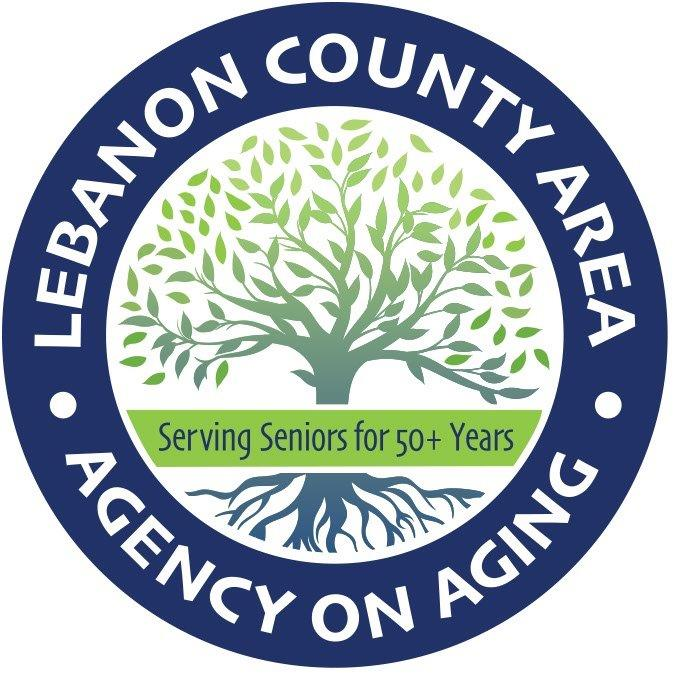 LEBANON COUNTY AREA
Serving Seniors for 50+ Years
AGENCY ON AGING